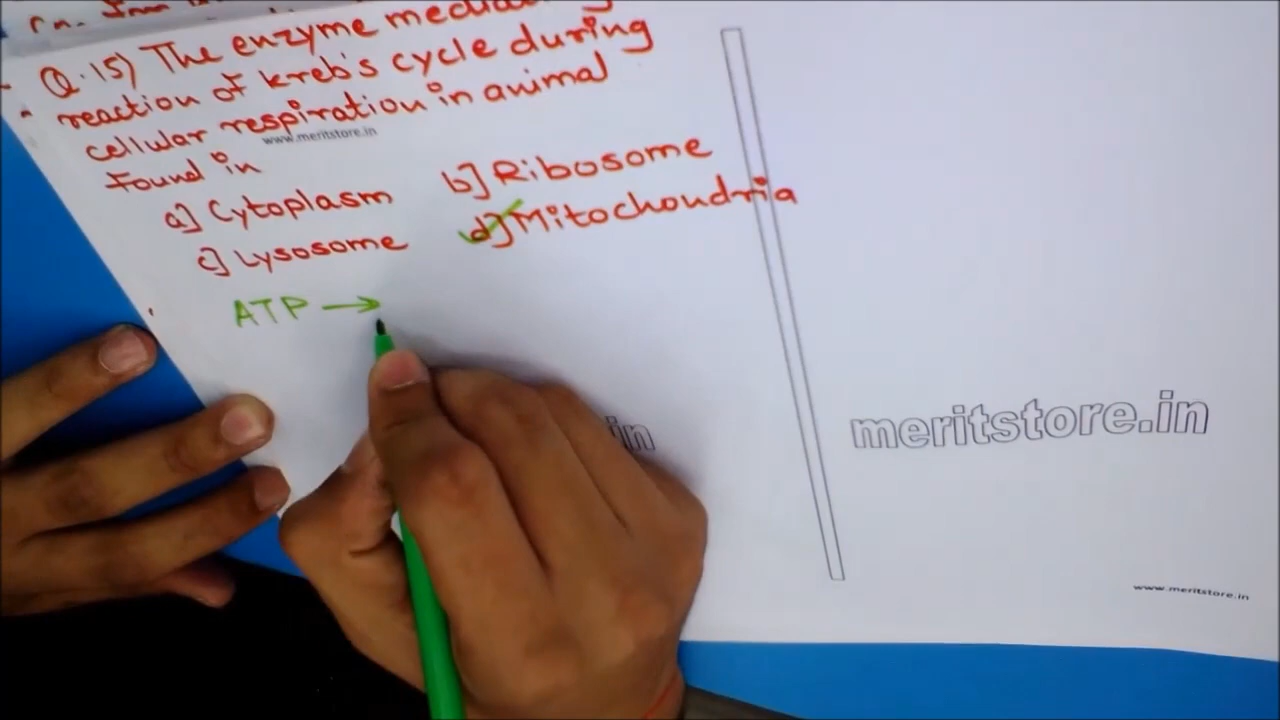 Q.15) The enzyme
reaction of kreb's cycle during
cellular respiration in animal
www.meritstore.in
Found in
a] Cytoplasm b] Ribosome
c] Lysosome d] Mitochondria
ATP →
in
meritstore.in
www.meritstore.in